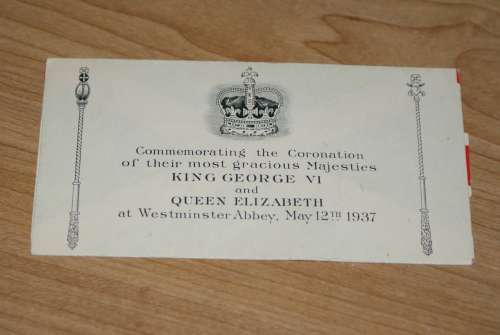 Commemorating the Coronation
of their most gracious Majesties
KING GEORGE VI
and
QUEEN ELIZABETH
at Westminster Abbey, May 12TH 1937